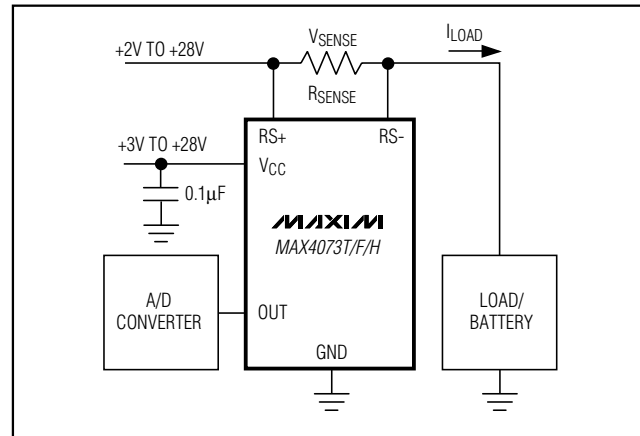 +2V TO +28V
VSENSE
ILOAD
RSENSE
RS+
RS-
+3V TO +28V
VCC
0.1µF
MAXIM
MAX4073T/F/H
A/D
CONVERTER
OUT
LOAD/
BATTERY
GND